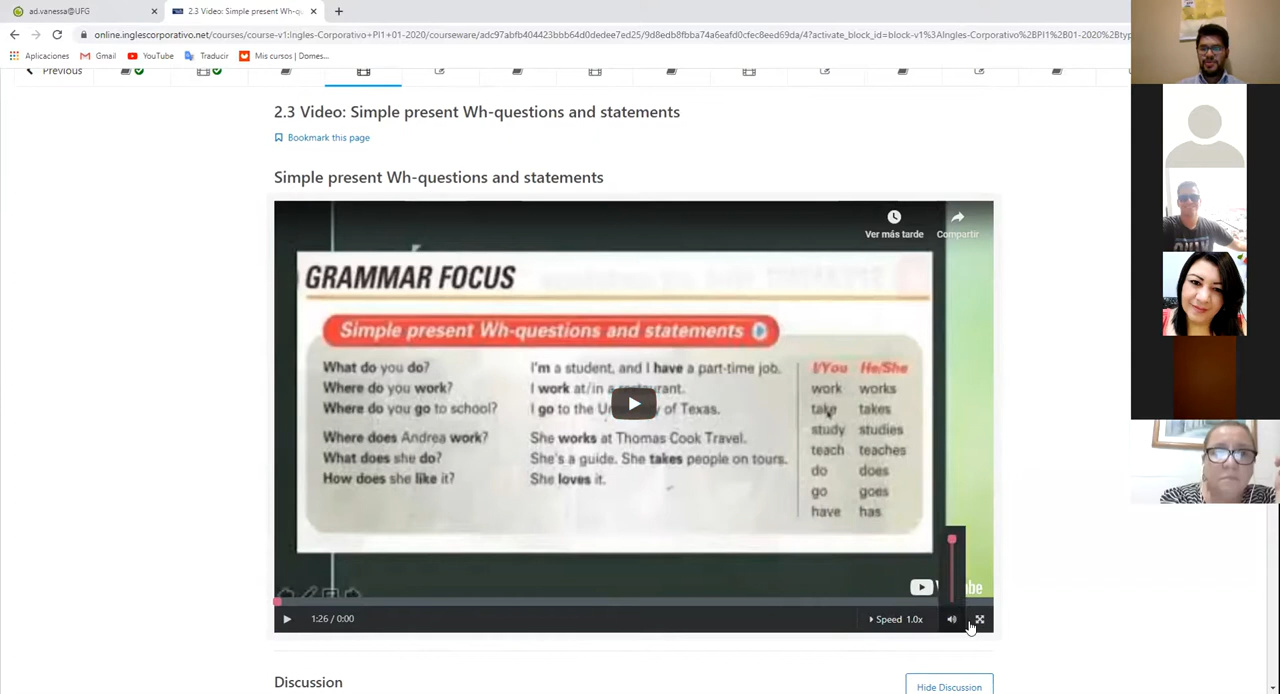 ad.vanessa@UFG
2.3 Video: Simple present Wh-qu
online.inglescorporativo.net/courses/course-v1:Ingles-Corporativo+PI1+01-2020/courseware/adc97abfb404423bbb64d0dedee7ed25/9d8edb8fbba74a6eafd0cfec8eed69da/4?activate_block_id=block-v1%3AIngles-Corporativo%2BPI1%2B01-2020%2Btyp
Aplicaciones Gmail YouTube Traducir Mis cursos | Domes...
Previous
2.3 Video: Simple present Wh-questions and statements
Bookmark this page
Simple present Wh-questions and statements
Ver más tarde Compartir
GRAMMAR FOCUS
Simple present Wh-questions and statements
What do you do? I'm a student, and I have a part-time job. I/You He/She
Where do you work? I work at/in a restaurant. work works
Where do you go to school? I go to the of Texas. take takes
study studies
Where does Andrea work? She works at Thomas Cook Travel.
What does she do? She's a guide. She takes people on tours. teach teaches
How does she like it? She loves it. do does
go goes
have has
1:26 / 0:00 Speed 1.0x
Discussion
Hide Discussion